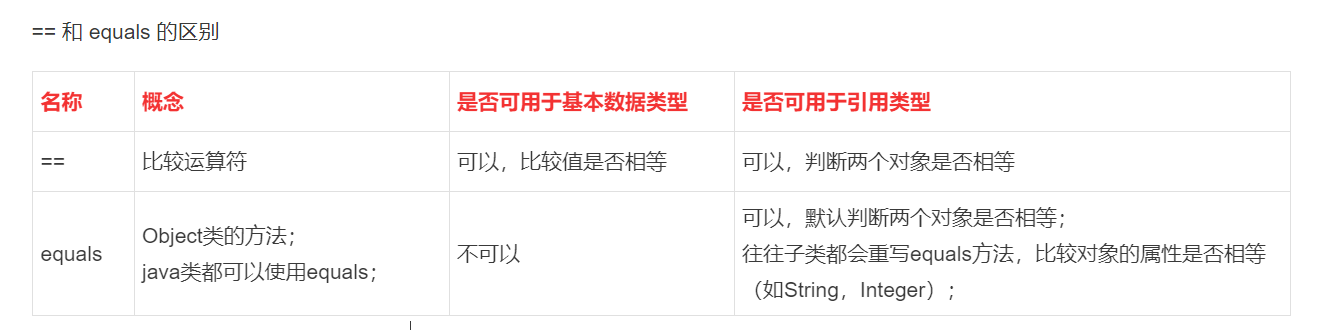 == 和 equals 的区别
名称 概念 是否可用于基本数据类型 是否可用于引用类型
== 比较运算符 可以，比较值是否相等 可以，判断两个对象是否相等
equals
Object类的方法；
java类都可以使用equals；
不可以
可以，默认判断两个对象是否相等；
往往子类都会重写equals方法，比较对象的属性是否相等
（如String，Integer）；